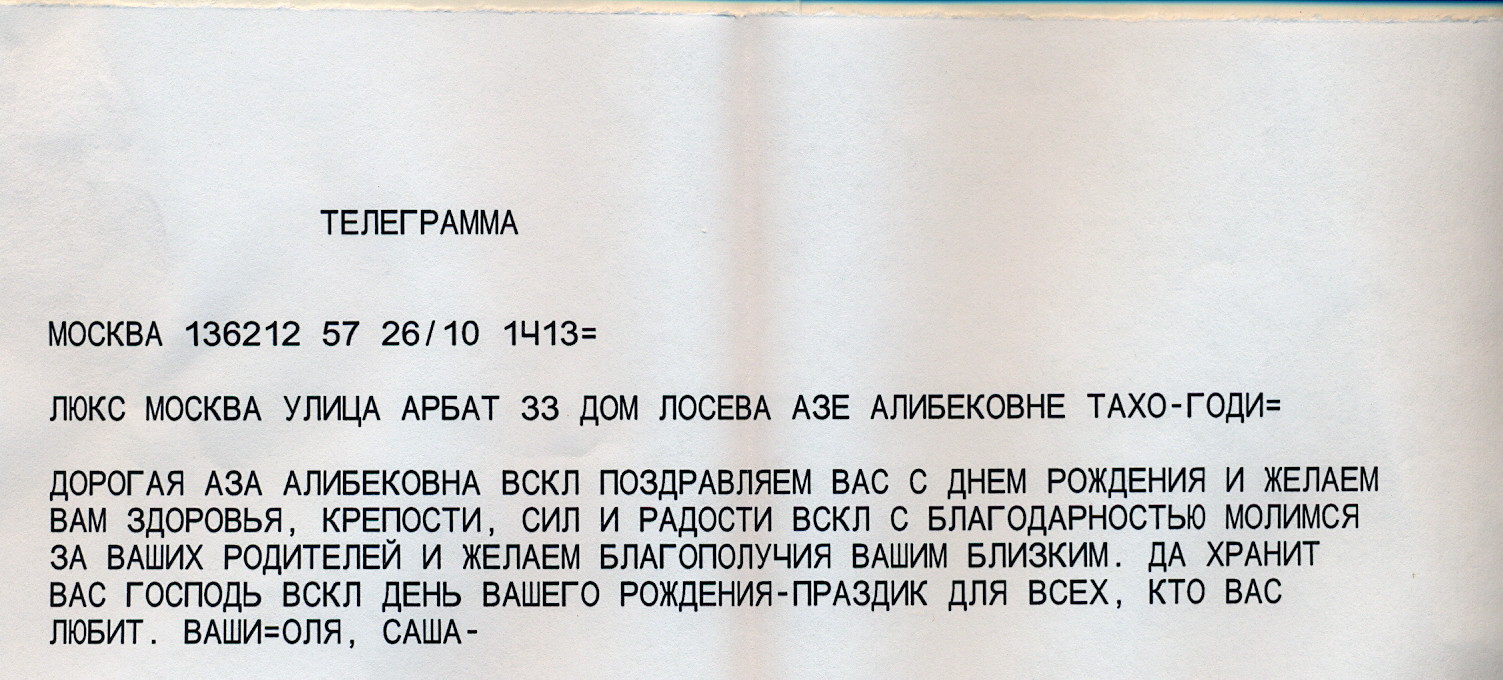 ТЕЛЕГРАММА
МОСКВА 136212 57 26/10 1Ч13=
ЛЮКС МОСКВА УЛИЦА АРБАТ 33 ДОМ ЛОСЕВА АЗЕ АЛИБЕКОВНЕ ТАХО-ГОДИ=
ДОРОГАЯ АЗА АЛИБЕКОВНА ВСКЛ ПОЗДРАВЛЯЕМ ВАС С ДНЕМ РОЖДЕНИЯ И ЖЕЛАЕМ
ВАМ ЗДОРОВЬЯ, КРЕПОСТИ, СИЛ И РАДОСТИ ВСКЛ С БЛАГОДАРНОСТЬЮ МОЛИМСЯ
ЗА ВАШИХ РОДИТЕЛЕЙ И ЖЕЛАЕМ БЛАГОПОЛУЧИЯ ВАШИМ БЛИЗКИМ. ДА ХРАНИТ
ВАС ГОСПОДЬ ВСКЛ ДЕНЬ ВАШЕГО РОЖДЕНИЯ-ПРАЗДИК ДЛЯ ВСЕХ, КТО ВАС
ЛЮБИТ. ВАШИ=ОЛЯ, САША-